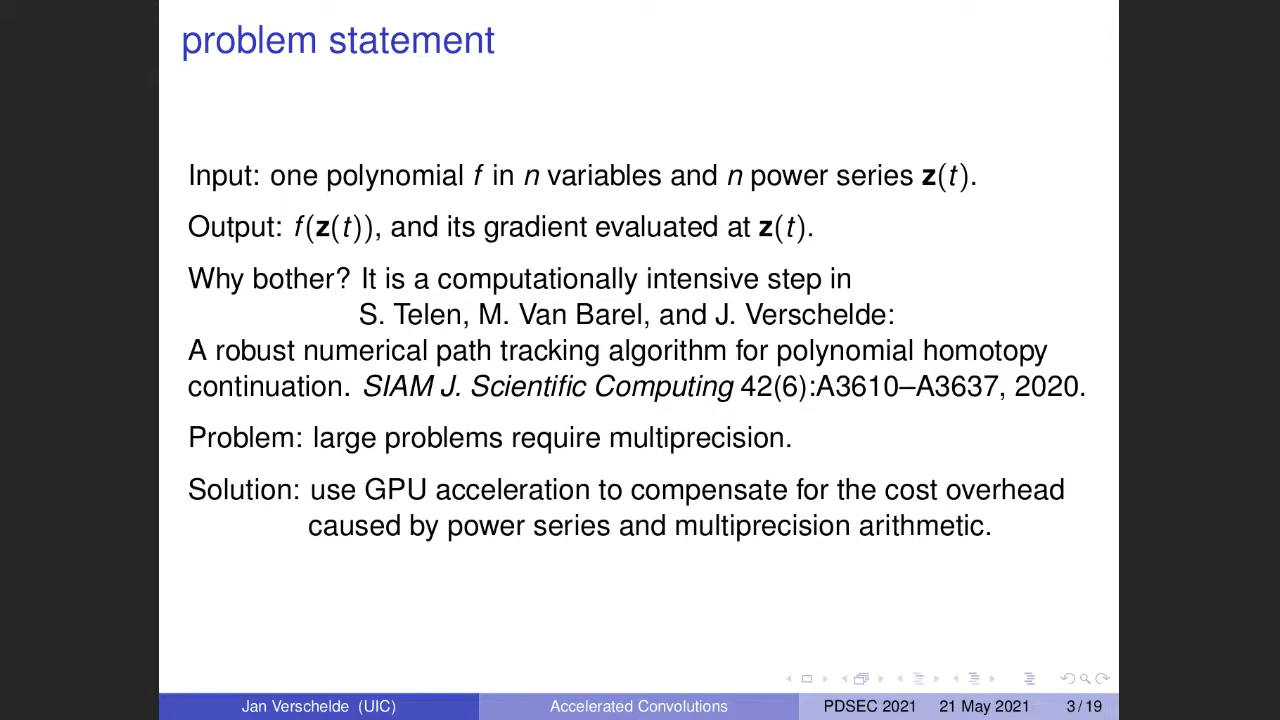 problem statement
Input: one polynomial f in n variables and n power series z(t).
Output: f(z(t)), and its gradient evaluated at z(t).
Why bother? It is a computationally intensive step in
S. Telen, M. Van Barel, and J. Verschelde:
A robust numerical path tracking algorithm for polynomial homotopy
continuation. SIAM J. Scientific Computing 42(6):A3610–A3637, 2020.
Problem: large problems require multiprecision.
Solution: use GPU acceleration to compensate for the cost overhead
caused by power series and multiprecision arithmetic.
Jan Verschelde (UIC) Accelerated Convolutions PDSEC 2021 21 May 2021 3 / 19